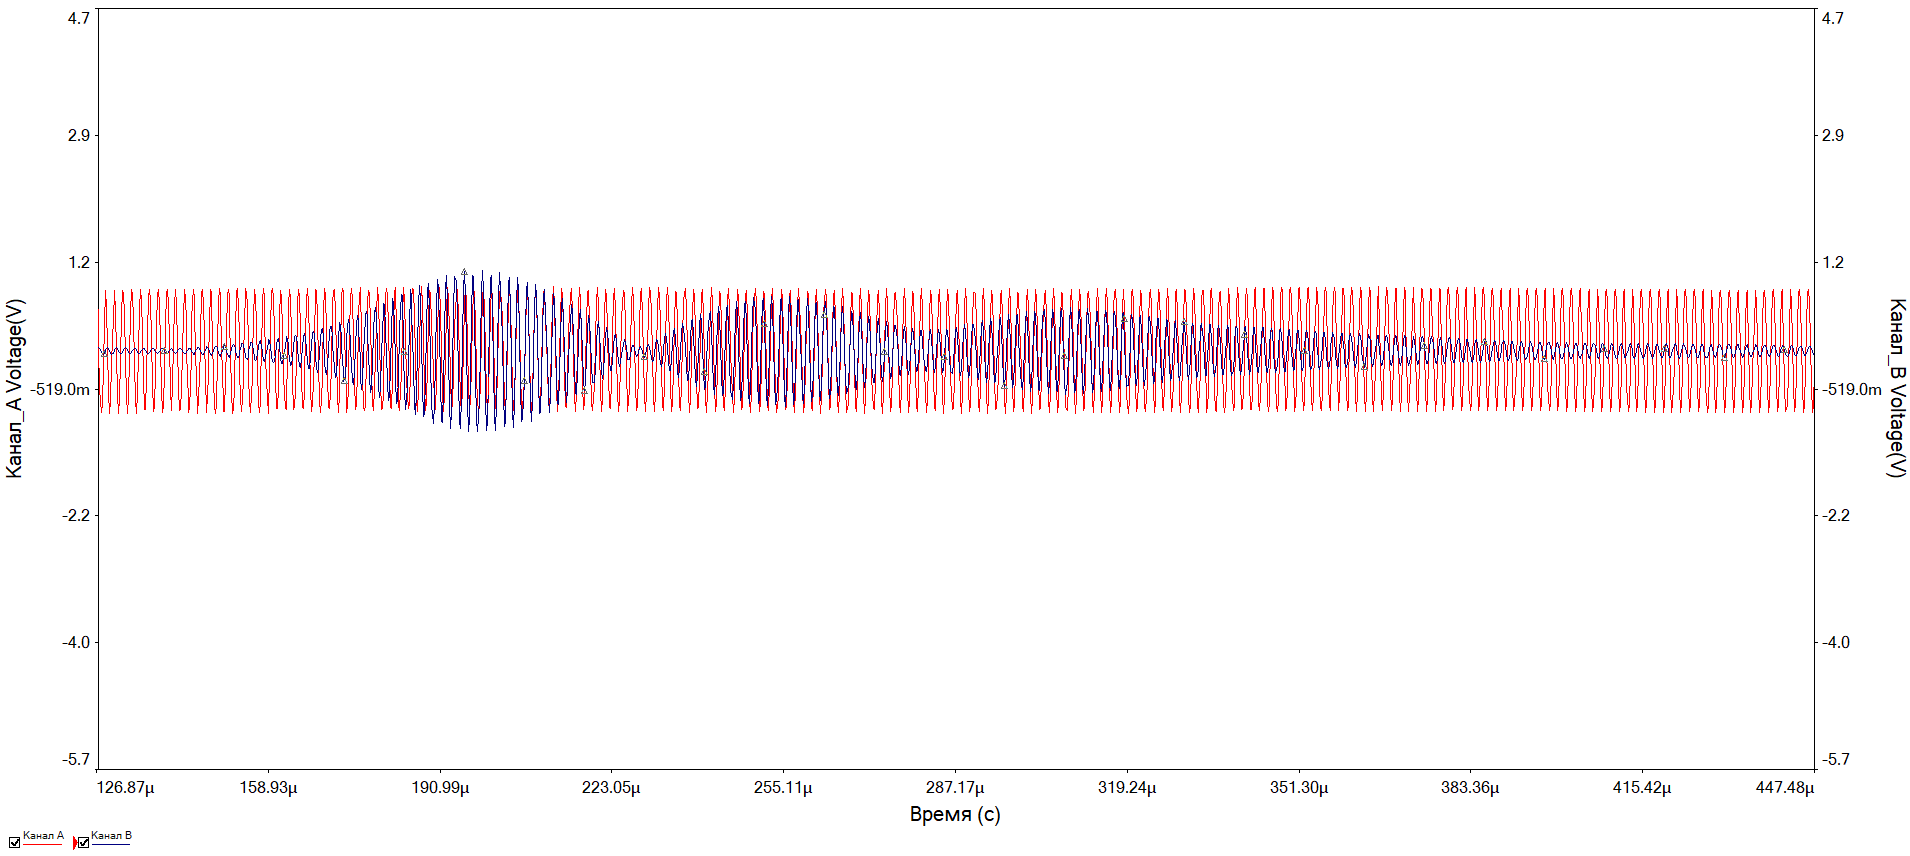 4.7 4.7
2.9 2.9
1.2 1.2
Канал_A Voltage(V)
Канал_B Voltage(V)
-519.0m -519.0m
-2.2 -2.2
-4.0 -4.0
-5.7 -5.7
126.87μ 158.93μ 190.99μ 223.05μ 255.11μ 287.17μ 319.24μ 351.30μ 383.36μ 415.42μ 447.48μ
Время (с)
Канал A Канал B